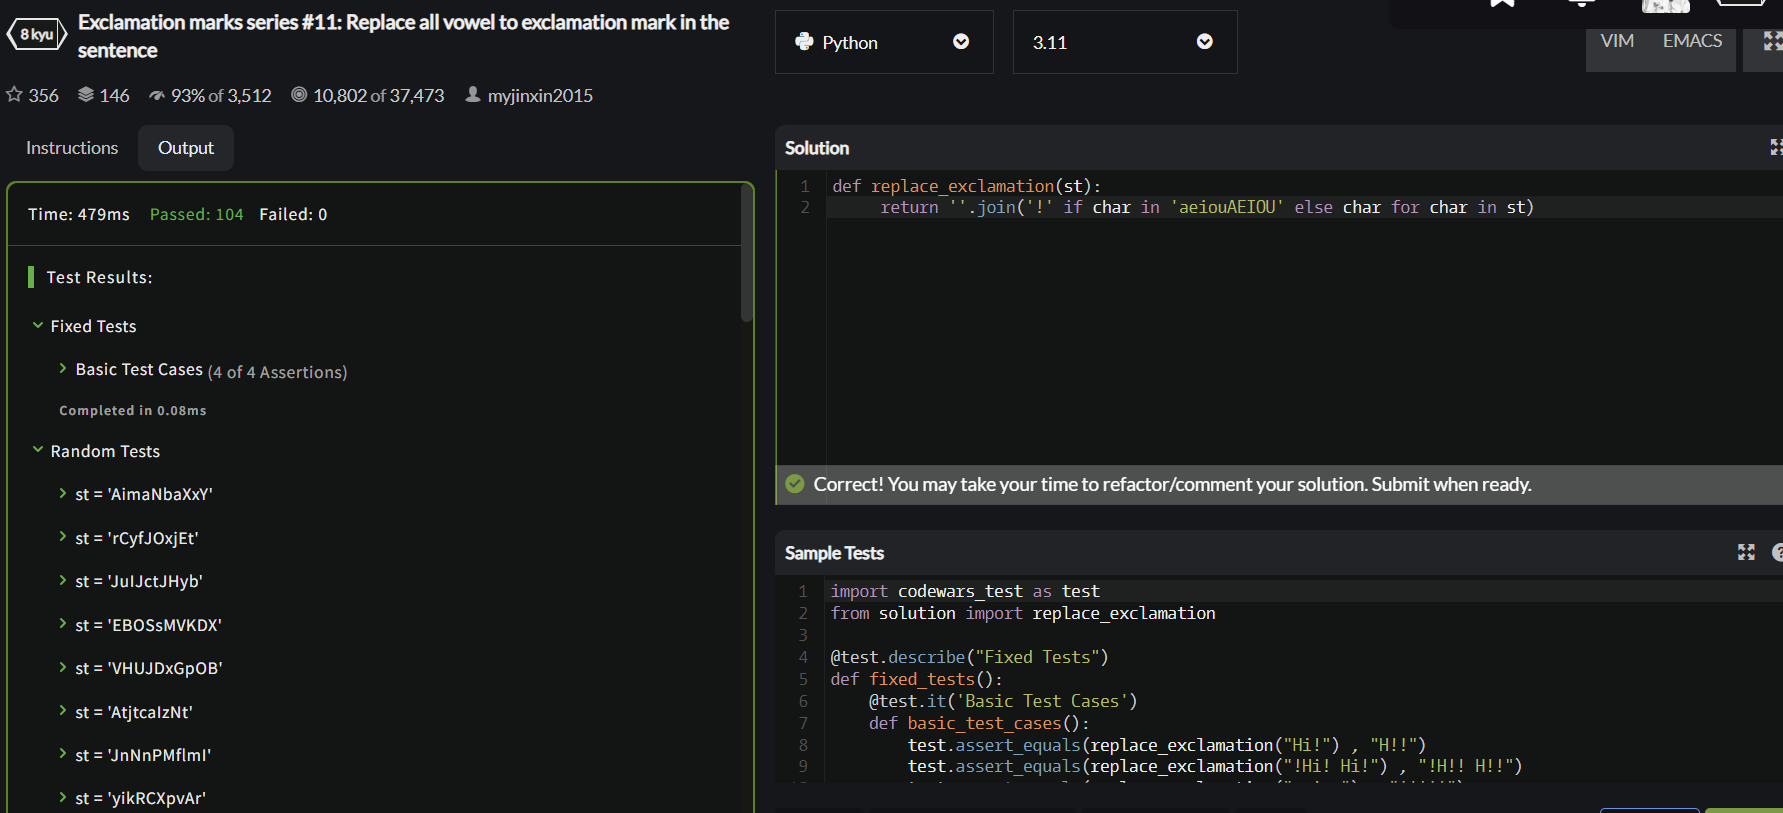 8 kyu
Exclamation marks series #11: Replace all vowel to exclamation mark in the
sentence
356 146 93% of 3,512 10,802 of 37,473 myjinxin2015
Instructions Output
Time: 479ms Passed: 104 Failed: 0
Test Results:
Fixed Tests
Basic Test Cases (4 of 4 Assertions)
Completed in 0.08ms
Random Tests
st = 'AimaNbaXxY'
st = 'rCyfJOxjEt'
st = 'JuIJctJHyb'
st = 'EBOSsMVKDX'
st = 'VHUJDxGpOB'
st = 'AtjtcaIzNt'
st = 'JnNnPMflmI'
st = 'yikRCXpvAr'
Python 3.11 VIM EMACS
Solution
1 def replace_exclamation(st):
2 return ''.join('!' if char in 'aeiouAEIOU' else char for char in st)
Correct! You may take your time to refactor/comment your solution. Submit when ready.
Sample Tests
?
1 import codewars_test as test
2 from solution import replace_exclamation
3
4 @test.describe("Fixed Tests")
5 def fixed_tests():
6 @test.it('Basic Test Cases')
7 def basic_test_cases():
8 test.assert_equals(replace_exclamation("Hi!") , "H!!")
9 test.assert_equals(replace_exclamation("!Hi! Hi!") , "!H!! H!!")